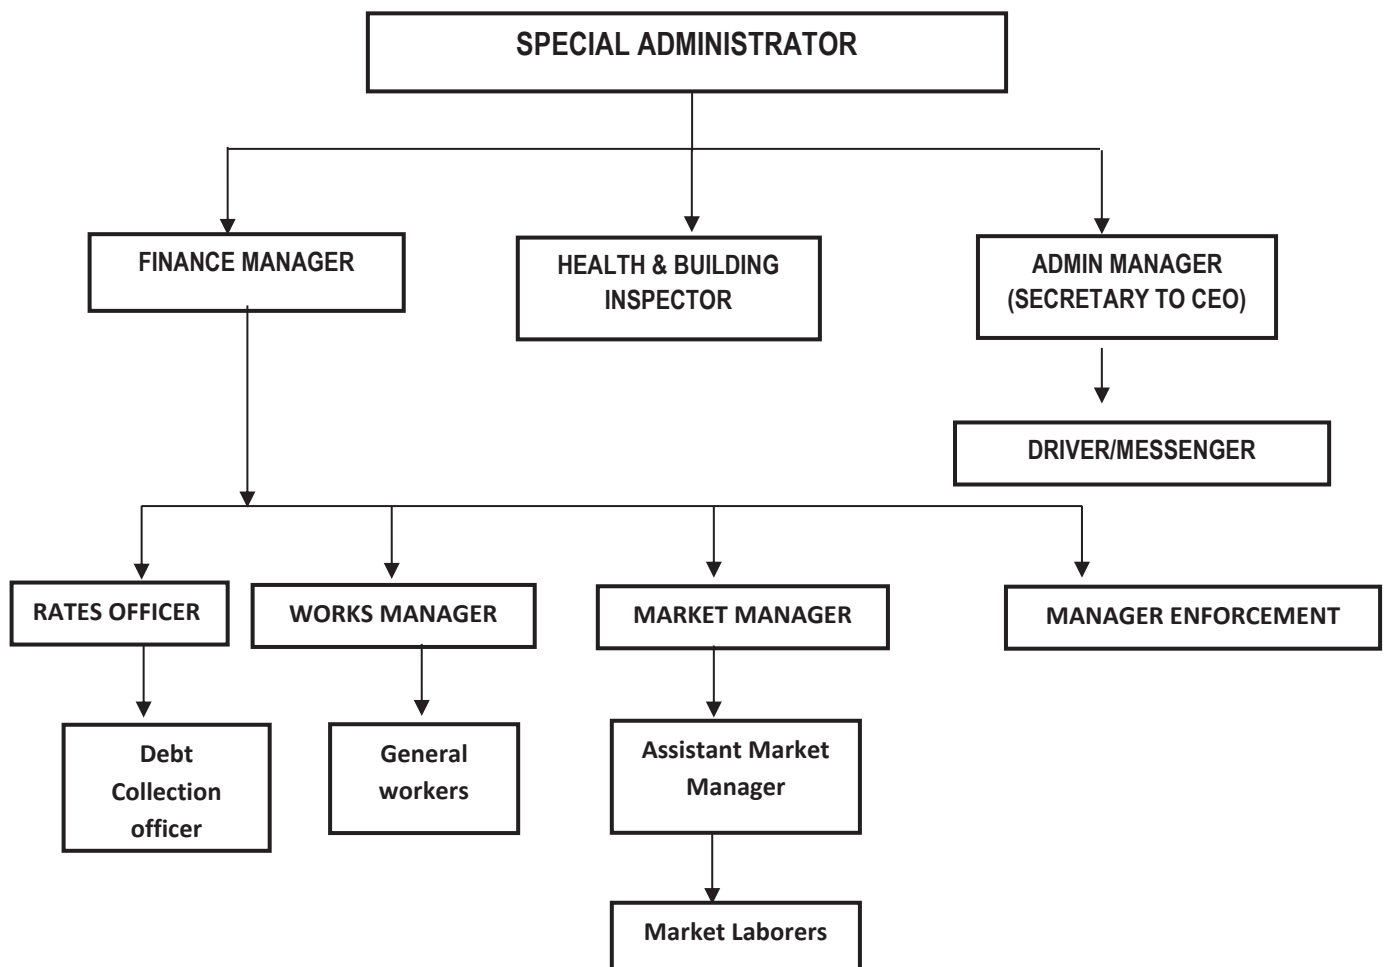 SPECIAL ADMINISTRATOR
FINANCE MANAGER
HEALTH & BUILDING
INSPECTOR
ADMIN MANAGER
(SECRETARY TO CEO)
DRIVER/MESSENGER
RATES OFFICER
WORKS MANAGER
MARKET MANAGER
MANAGER ENFORCEMENT
Debt
Collection
officer
General
workers
Assistant Market
Manager
Market Laborers